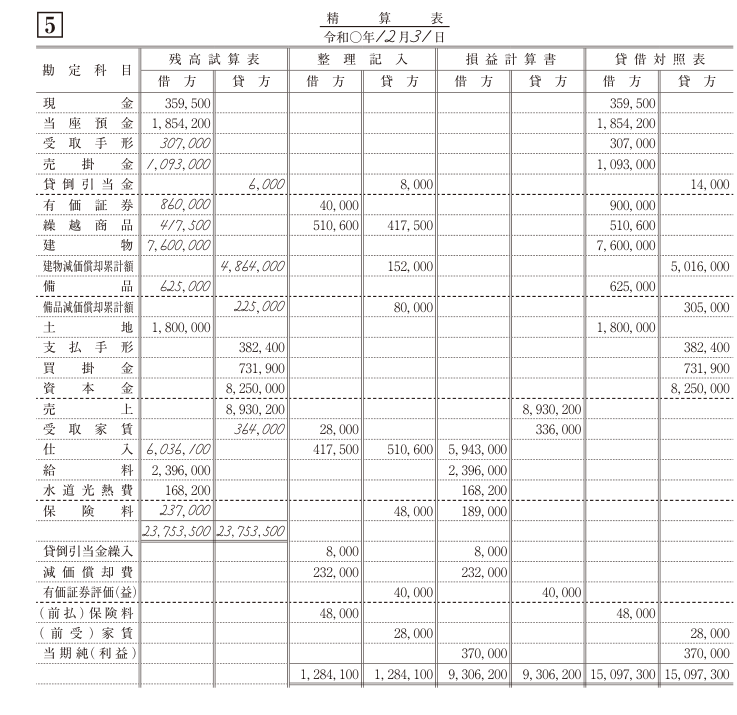 5
精算表
令和○年12月31日
勘定科目 残高試算表 整理記入 損益計算書 貸借対照表
借方 貸方 借方 貸方 借方 貸方 借方 貸方
現金 359,500 359,500
当座預金 1,854,200 1,854,200
受取手形 307,000 307,000
売掛金 1,093,000 1,093,000
貸倒引当金 6,000 8,000 14,000
有価証券 860,000 40,000 900,000
繰越商品 417,500 510,600 417,500 510,600
建物 7,600,000 7,600,000
建物減価償却累計額 4,864,000 152,000 5,016,000
備品 625,000 625,000
備品減価償却累計額 225,000 80,000 305,000
土地 1,800,000 1,800,000
支払手形 382,400 382,400
買掛金 731,900 731,900
資本金 8,250,000 8,250,000
売上 8,930,200 8,930,200
受取家賃 364,000 28,000 336,000
仕入 6,036,100 417,500 510,600 5,943,000
給料 2,396,000 2,396,000
水道光熱費 168,200 168,200
保険料 237,000 48,000 189,000
23,753,500 23,753,500
貸倒引当金繰入 8,000 8,000
減価償却費 232,000 232,000
有価証券評価(益) 40,000 40,000
(前払)保険料 48,000 48,000
(前受)家賃 28,000 28,000
当期純(利益) 370,000 370,000
1,284,100 1,284,100 9,306,200 9,306,200 15,097,300 15,097,300